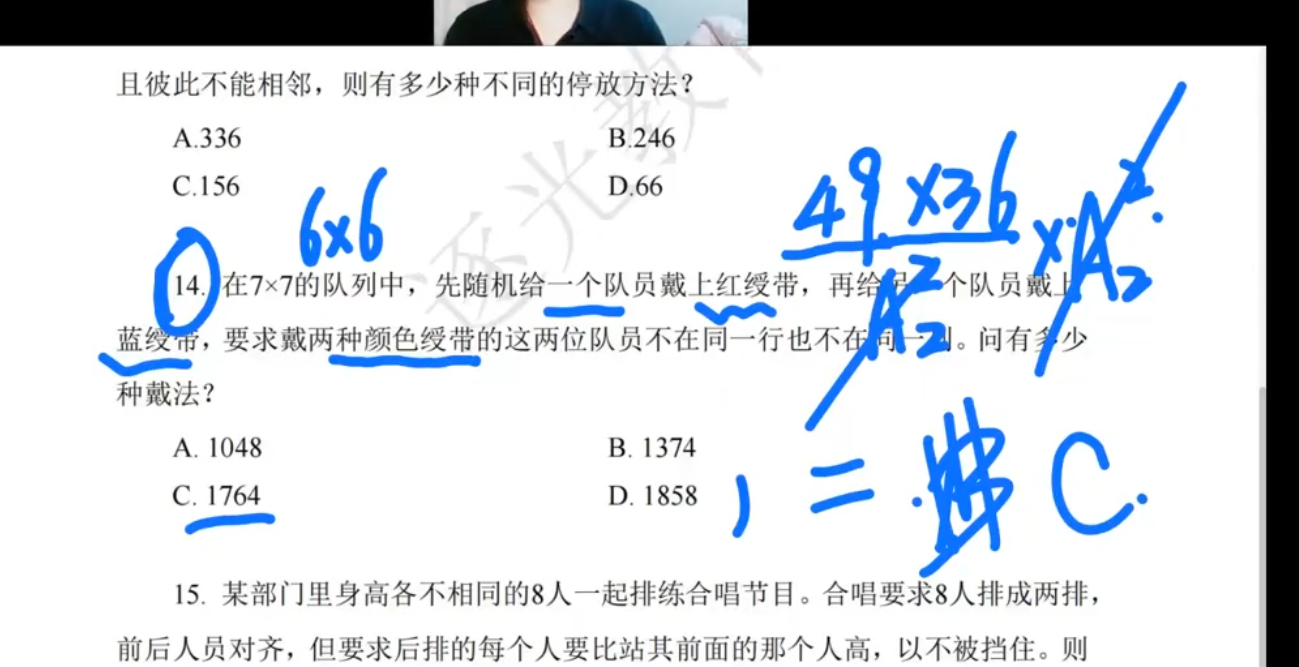 且彼此不能相邻，则有多少种不同的停放方法？
A.336 B.246
C.156 D.66
6×6
49×36 × A
A
14. 在7×7的队列中，先随机给一个队员戴上红绶带，再给另一个队员戴上
蓝绶带，要求戴两种颜色绶带的这两位队员不在同一行也不在同一列。问有多少
种戴法？
A. 1048 B. 1374
C. 1764 D. 1858
= C.
15. 某部门里身高各不相同的8人一起排练合唱节目。合唱要求8人排成两排，
前后人员对齐，但要求后排的每个人要比站其前面的那个人高，以不被挡住。则
逐光教